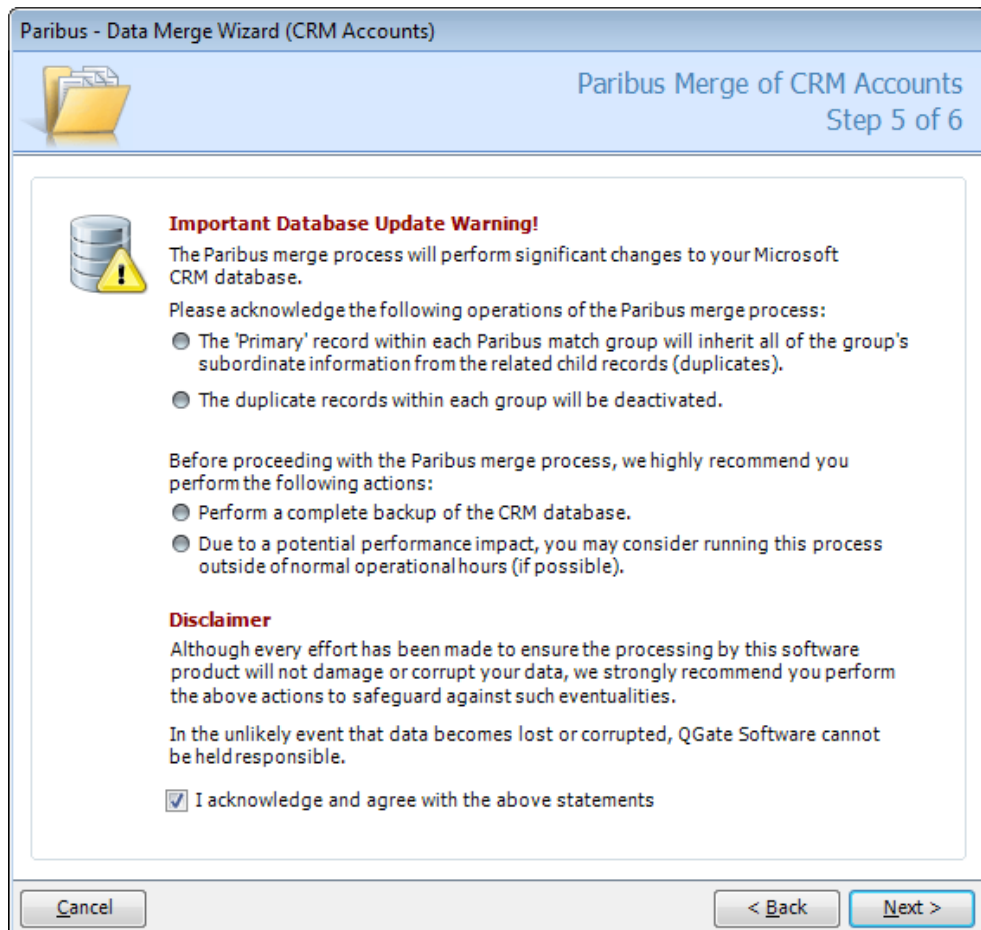 Paribus - Data Merge Wizard (CRM Accounts)
Paribus Merge of CRM Accounts
Step 5 of 6
Important Database Update Warning!
The Paribus merge process will perform significant changes to your Microsoft
CRM database.
Please acknowledge the following operations of the Paribus merge process:
The 'Primary' record within each Paribus match group will inherit all of the group's
subordinate information from the related child records (duplicates).
The duplicate records within each group will be deactivated.
Before proceeding with the Paribus merge process, we highly recommend you
perform the following actions:
Perform a complete backup of the CRM database.
Due to a potential performance impact, you may consider running this process
outside of normal operational hours (if possible).
Disclaimer
Although every effort has been made to ensure the processing by this software
product will not damage or corrupt your data, we strongly recommend you perform
the above actions to safeguard against such eventualities.
In the unlikely event that data becomes lost or corrupted, QGate Software cannot
be held responsible.
I acknowledge and agree with the above statements
Cancel
< Back
Next >